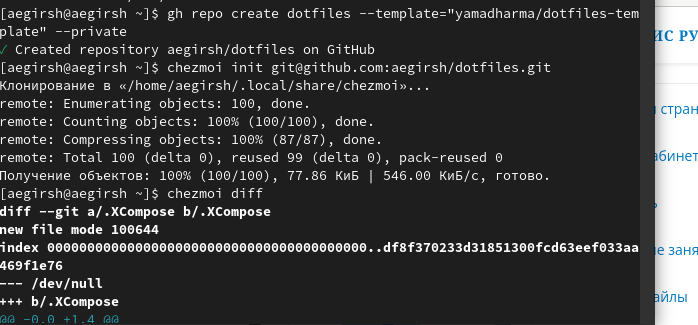 [aegirsh@aegirsh ~]$ gh repo create dotfiles --template="yamadharma/dotfiles-tem
plate" --private
✓ Created repository aegirsh/dotfiles on GitHub
[aegirsh@aegirsh ~]$ chezmoi init git@github.com:aegirsh/dotfiles.git
Клонирование в «/home/aegirsh/.local/share/chezmoi»...
remote: Enumerating objects: 100, done.
remote: Counting objects: 100% (100/100), done.
remote: Compressing objects: 100% (87/87), done.
remote: Total 100 (delta 0), reused 99 (delta 0), pack-reused 0
Получение объектов: 100% (100/100), 77.86 КиБ | 546.00 КиБ/с, готово.
[aegirsh@aegirsh ~]$ chezmoi diff
diff --git a/.XCompose b/.XCompose
new file mode 100644
index 0000000000000000000000000000000000000000..df8f370233d31851300fcd63eef033aa
469f1e76
--- /dev/null
+++ b/.XCompose
@@ -0,0 +1,4 @@
ИС РУ
стран
абинет
ь
е заня
айлы